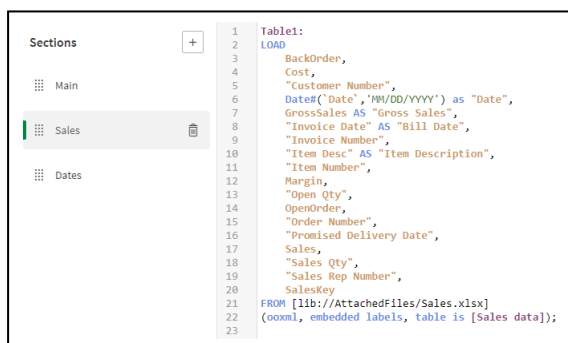 Sections
+
Main
Sales
Dates
1 Table1:
2 LOAD
3 BackOrder,
4 Cost,
5 "Customer Number",
6 Date#(`Date`,'MM/DD/YYYY') as "Date",
7 GrossSales AS "Gross Sales",
8 "Invoice Date" AS "Bill Date",
9 "Invoice Number",
10 "Item Desc" AS "Item Description",
11 "Item Number",
12 Margin,
13 "Open Qty",
14 OpenOrder,
15 "Order Number",
16 "Promised Delivery Date",
17 Sales,
18 "Sales Qty",
19 "Sales Rep Number",
20 SalesKey
21 FROM [lib://AttachedFiles/Sales.xlsx]
22 (ooxml, embedded labels, table is [Sales data]);
23